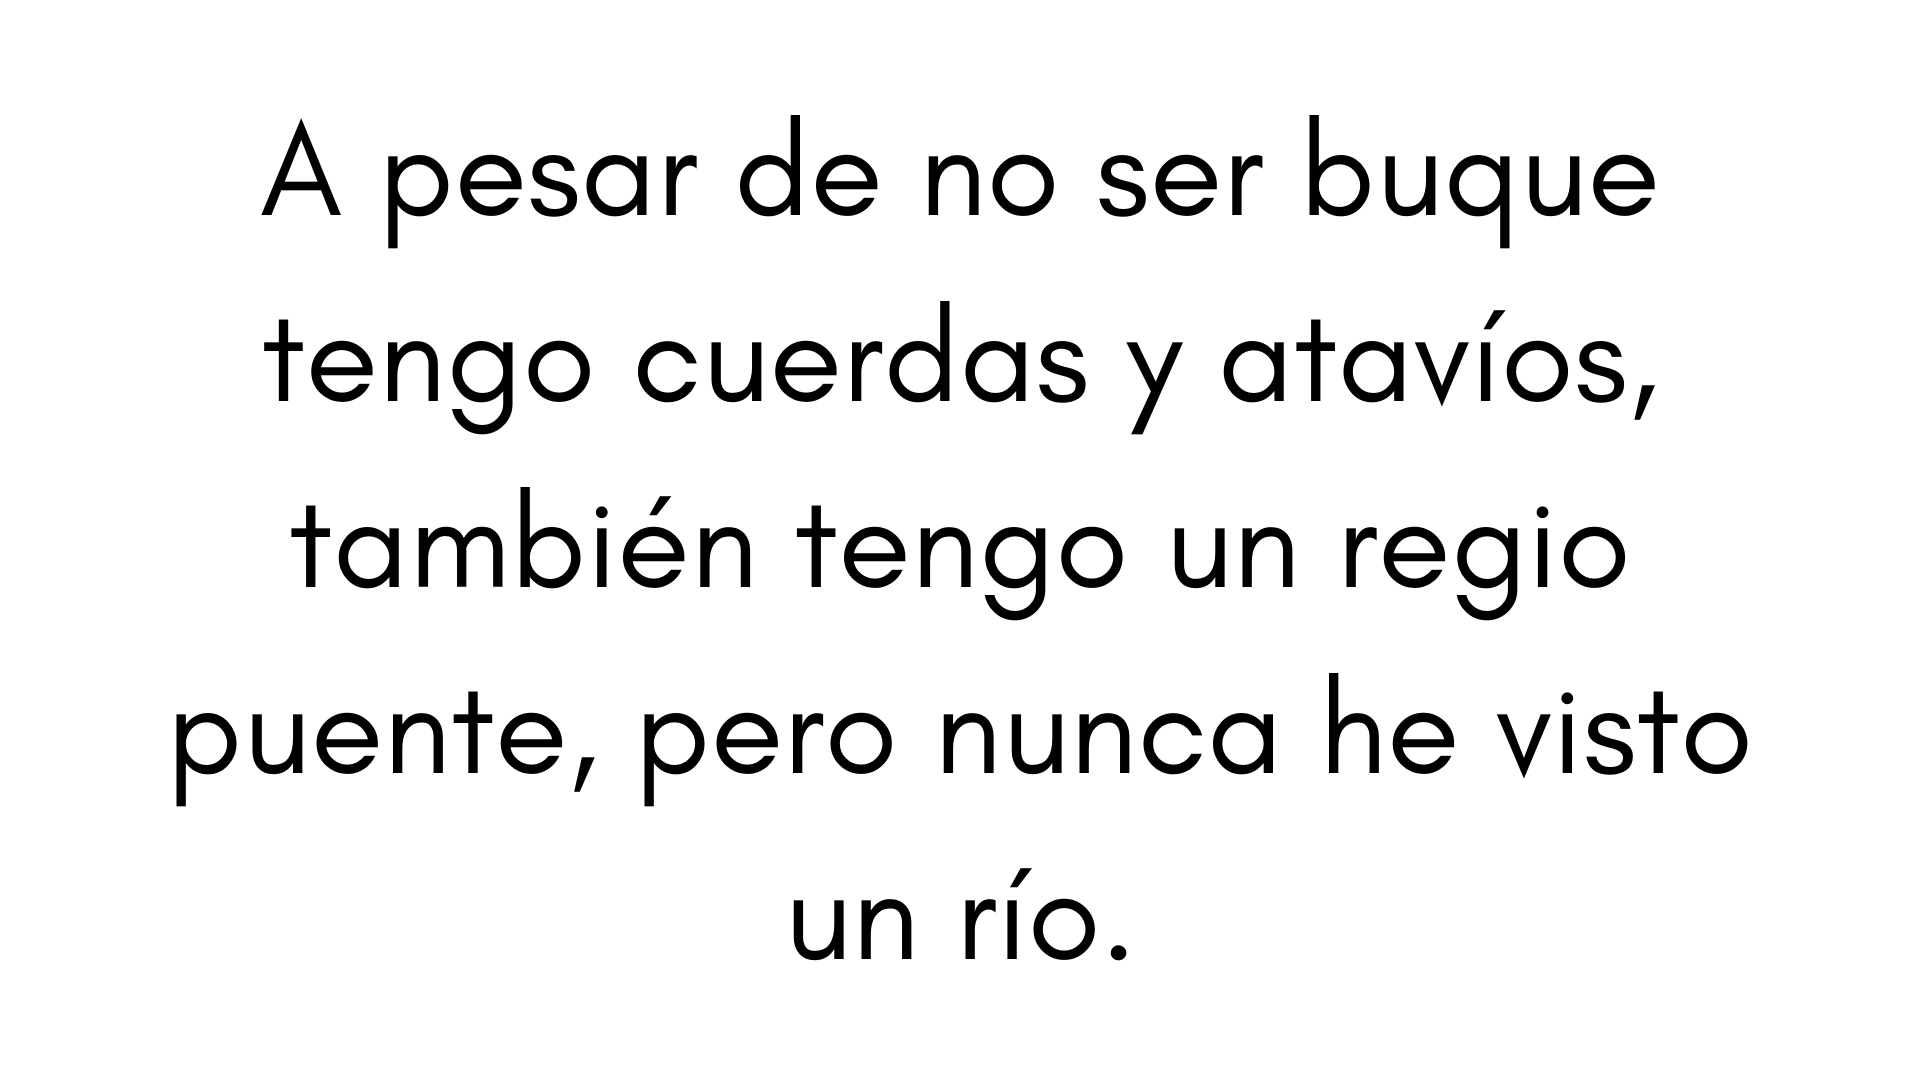 A pesar de no ser buque
tengo cuerdas y atavíos,
también tengo un regio
puente, pero nunca he visto
un río.